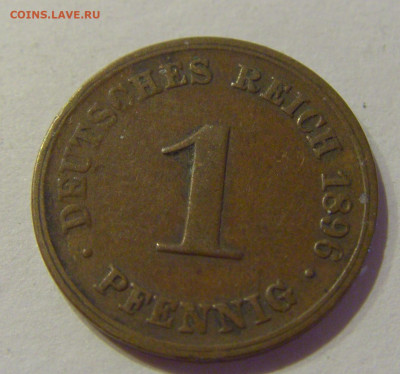 COINS.LAVE.RU
· DEUTSCHES REICH 1896 ·
1
PFENNIG